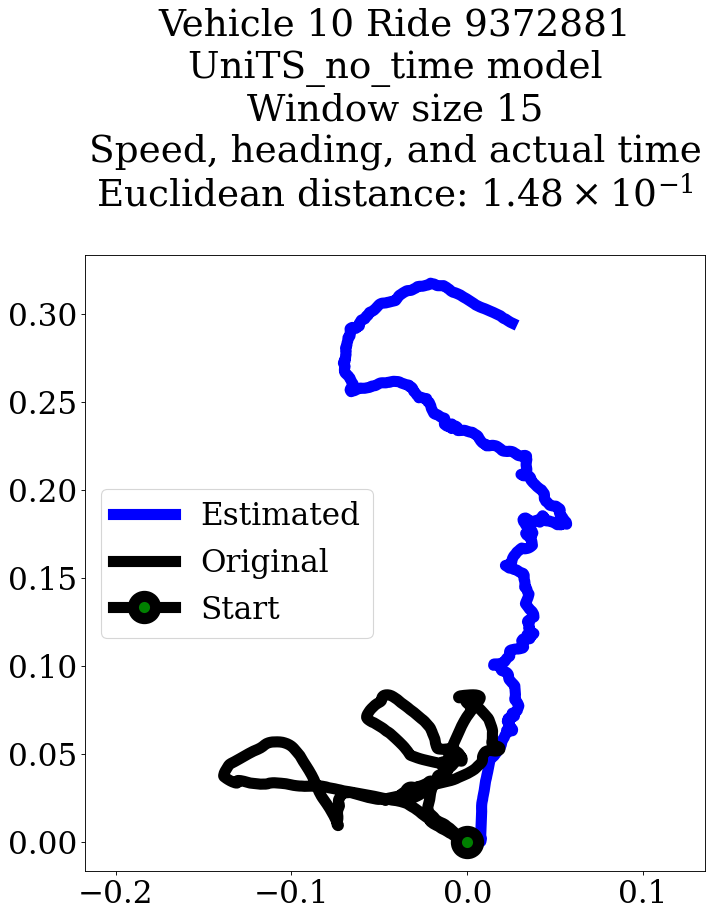 Vehicle 10 Ride 9372881
UniTS_no_time model
Window size 15
Speed, heading, and actual time
Euclidean distance: 1.48 × 10⁻¹
0.30
0.25
0.20
0.15
0.10
0.05
0.00
Estimated
Original
Start
−0.2
−0.1
0.0
0.1